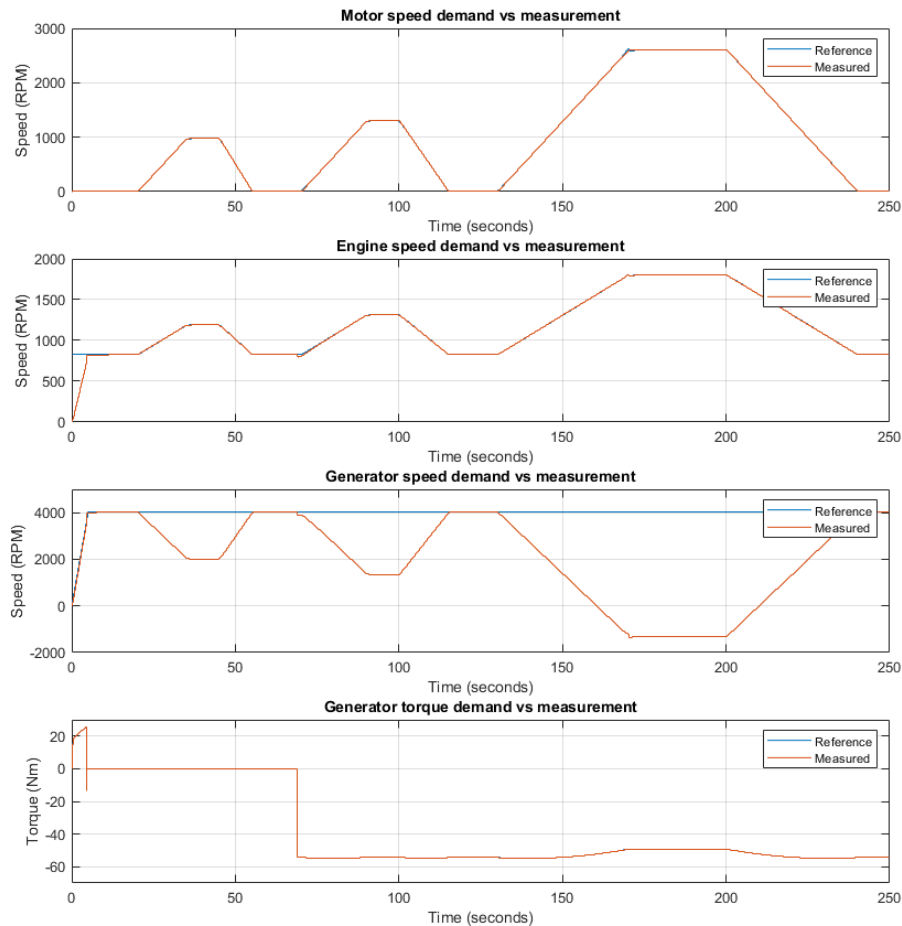 Motor speed demand vs measurement
3000
2000
1000
0
Speed (RPM)
Reference
Measured
0 50 100 150 200 250
Time (seconds)
Engine speed demand vs measurement
2000
1500
1000
500
0
Speed (RPM)
Reference
Measured
0 50 100 150 200 250
Time (seconds)
Generator speed demand vs measurement
4000
2000
0
-2000
Speed (RPM)
Reference
Measured
0 50 100 150 200 250
Time (seconds)
Generator torque demand vs measurement
20
0
-20
-40
-60
Torque (Nm)
Reference
Measured
0 50 100 150 200 250
Time (seconds)